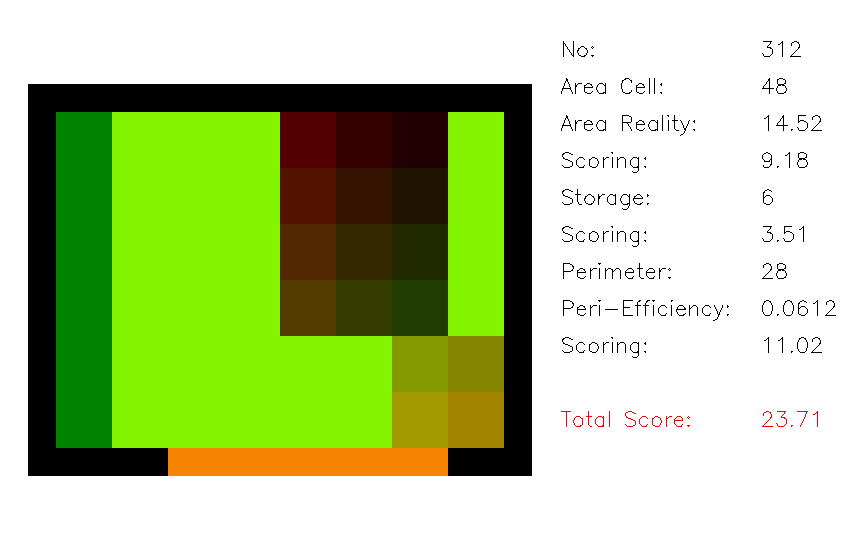 No: 312
Area Cell: 48
Area Reality: 14.52
Scoring: 9.18
Storage: 6
Scoring: 3.51
Perimeter: 28
Peri-Efficiency: 0.0612
Scoring: 11.02
Total Score: 23.71